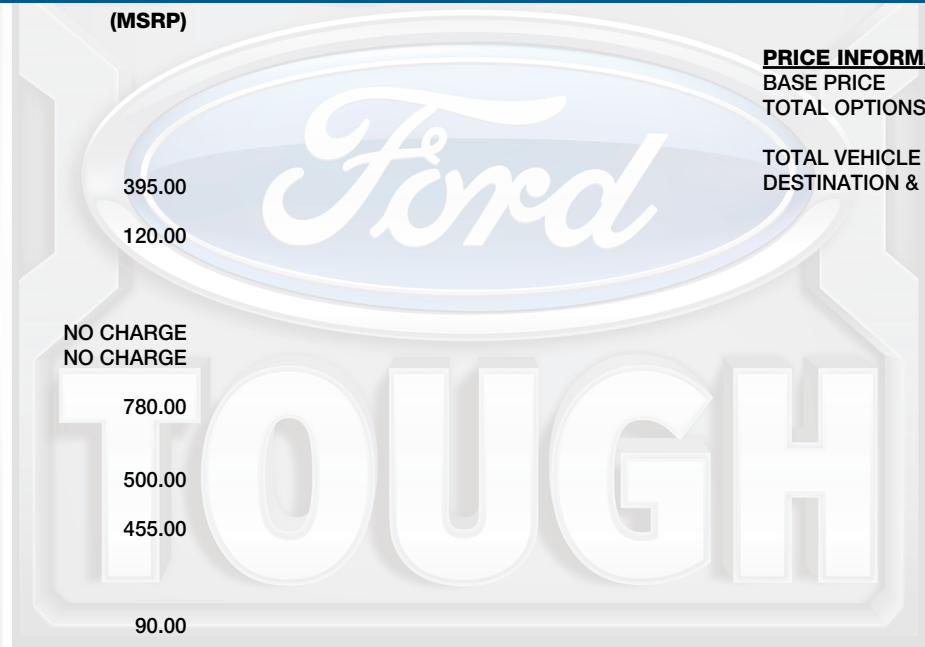 (MSRP)
395.00
120.00
NO CHARGE
NO CHARGE
780.00
500.00
455.00
90.00
PRICE INFORMA
BASE PRICE
TOTAL OPTIONS
TOTAL VEHICLE
DESTINATION &
Ford
TOUGH